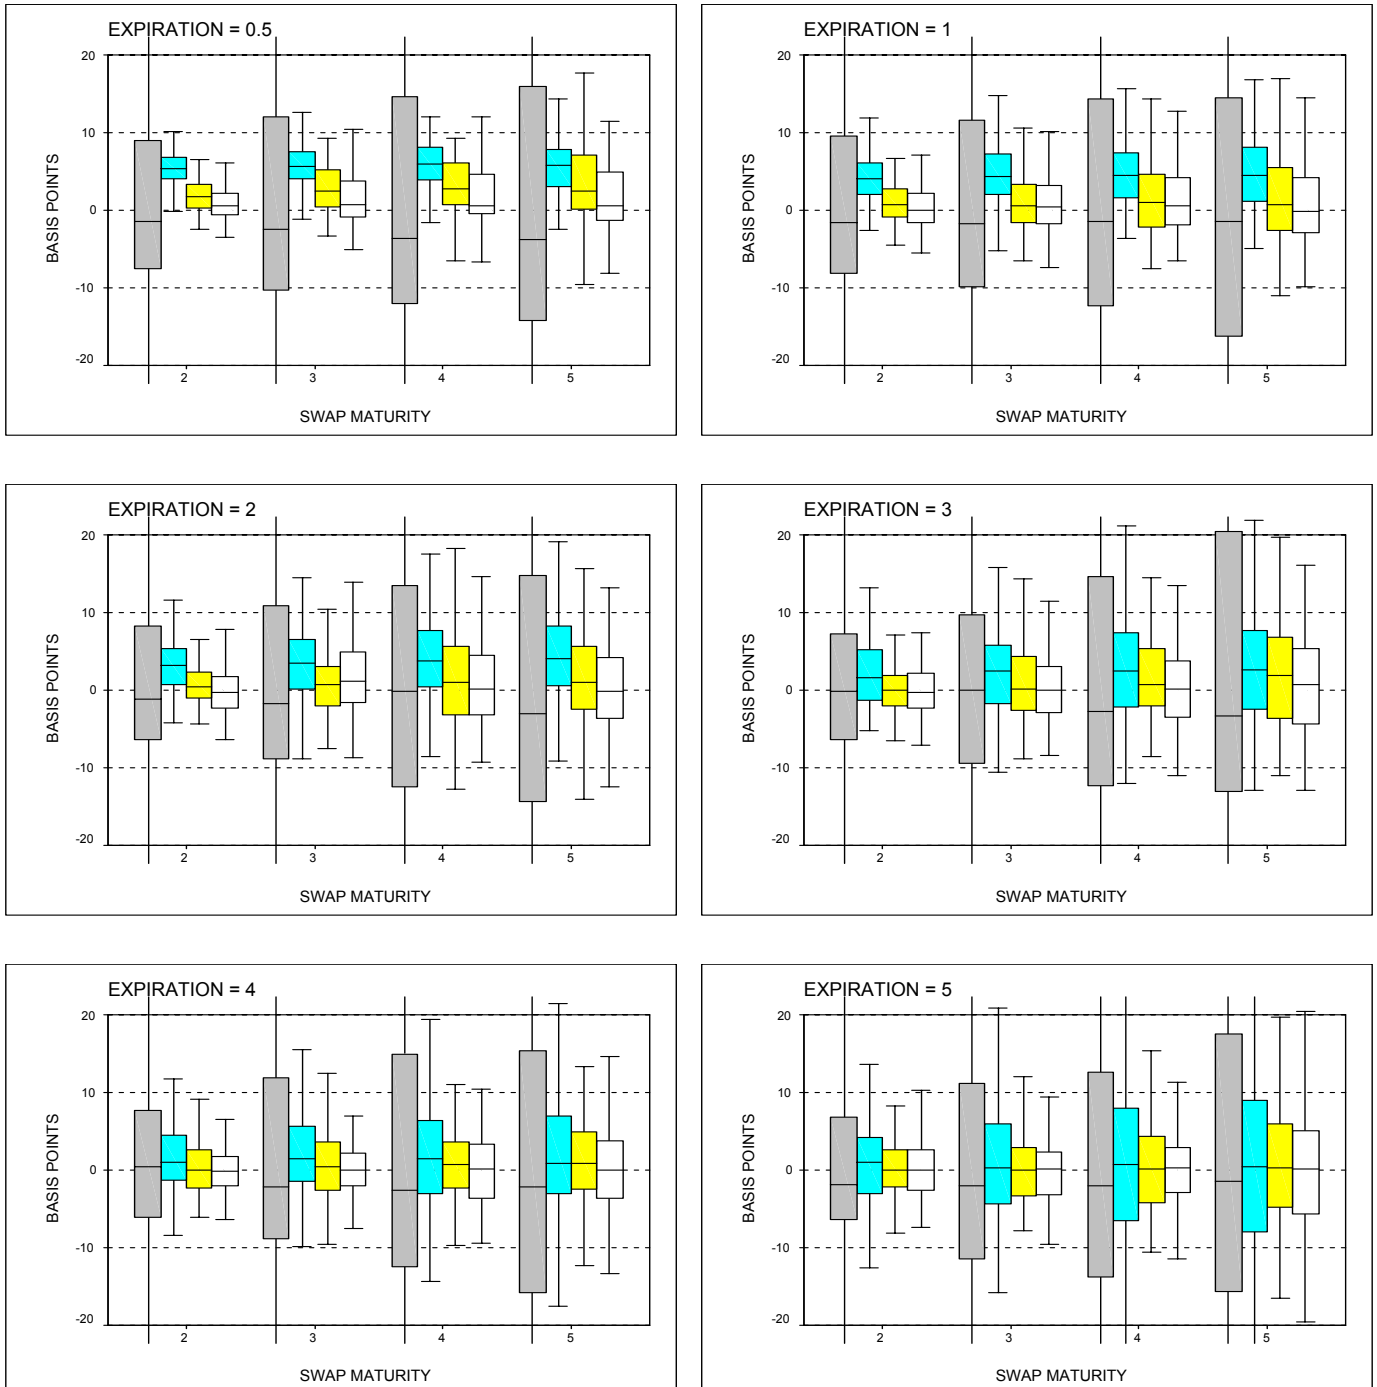 EXPIRATION = 0.5
20
10
0
-10
-20
BASIS POINTS
2 3 4 5
SWAP MATURITY
EXPIRATION = 1
20
10
0
-10
-20
BASIS POINTS
2 3 4 5
SWAP MATURITY
EXPIRATION = 2
20
10
0
-10
-20
BASIS POINTS
2 3 4 5
SWAP MATURITY
EXPIRATION = 3
20
10
0
-10
-20
BASIS POINTS
2 3 4 5
SWAP MATURITY
EXPIRATION = 4
20
10
0
-10
-20
BASIS POINTS
2 3 4 5
SWAP MATURITY
EXPIRATION = 5
20
10
0
-10
-20
BASIS POINTS
2 3 4 5
SWAP MATURITY